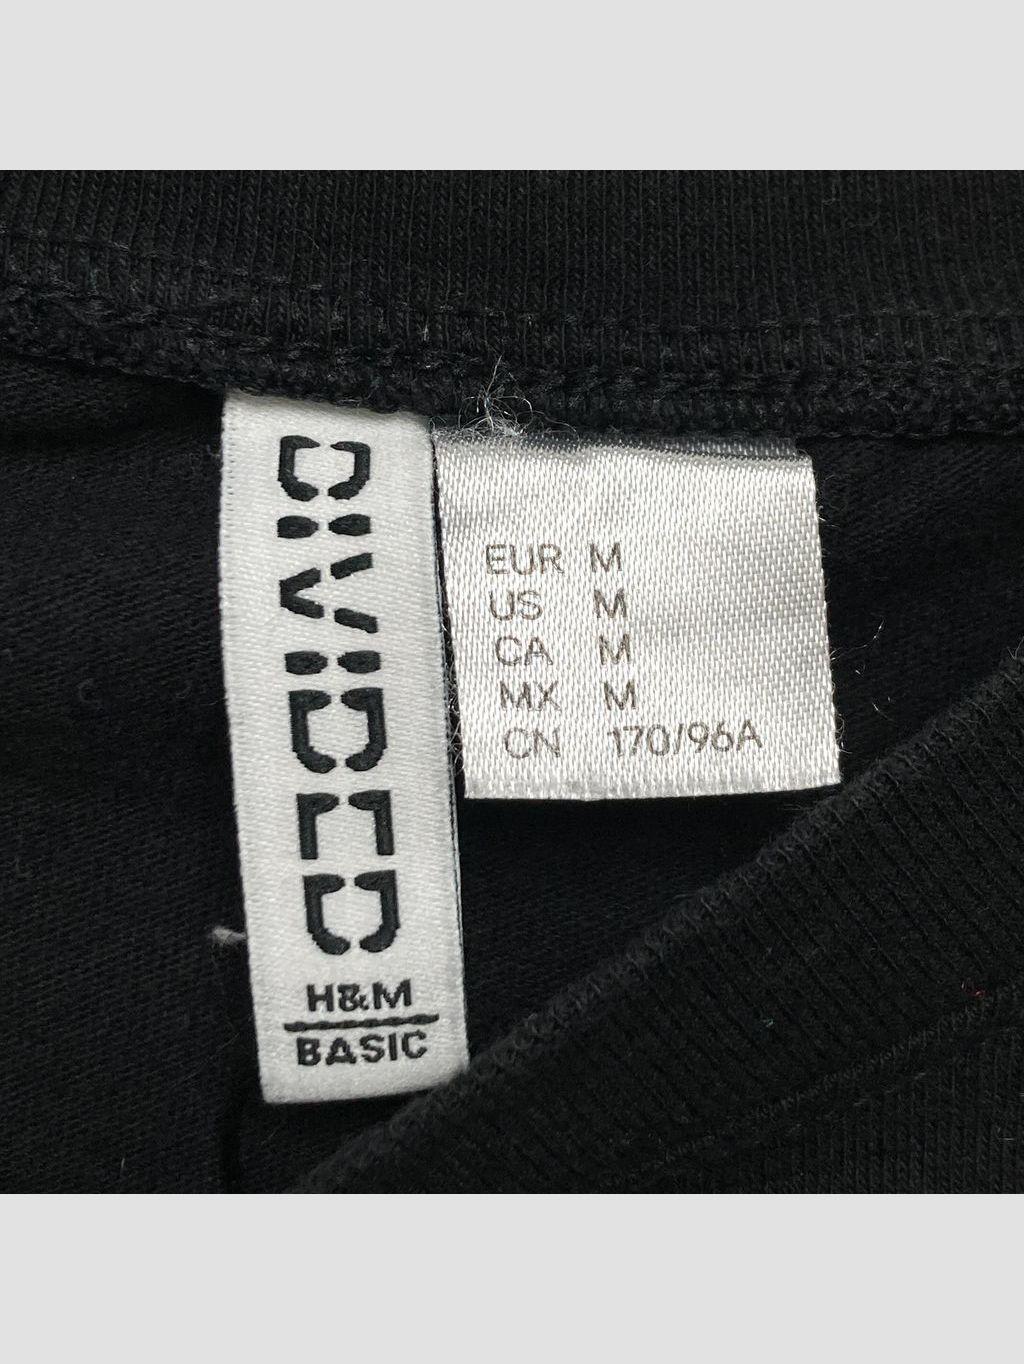 DIVIDED
H&M
BASIC
EUR M
US M
CA M
MX M
CN 170/96A